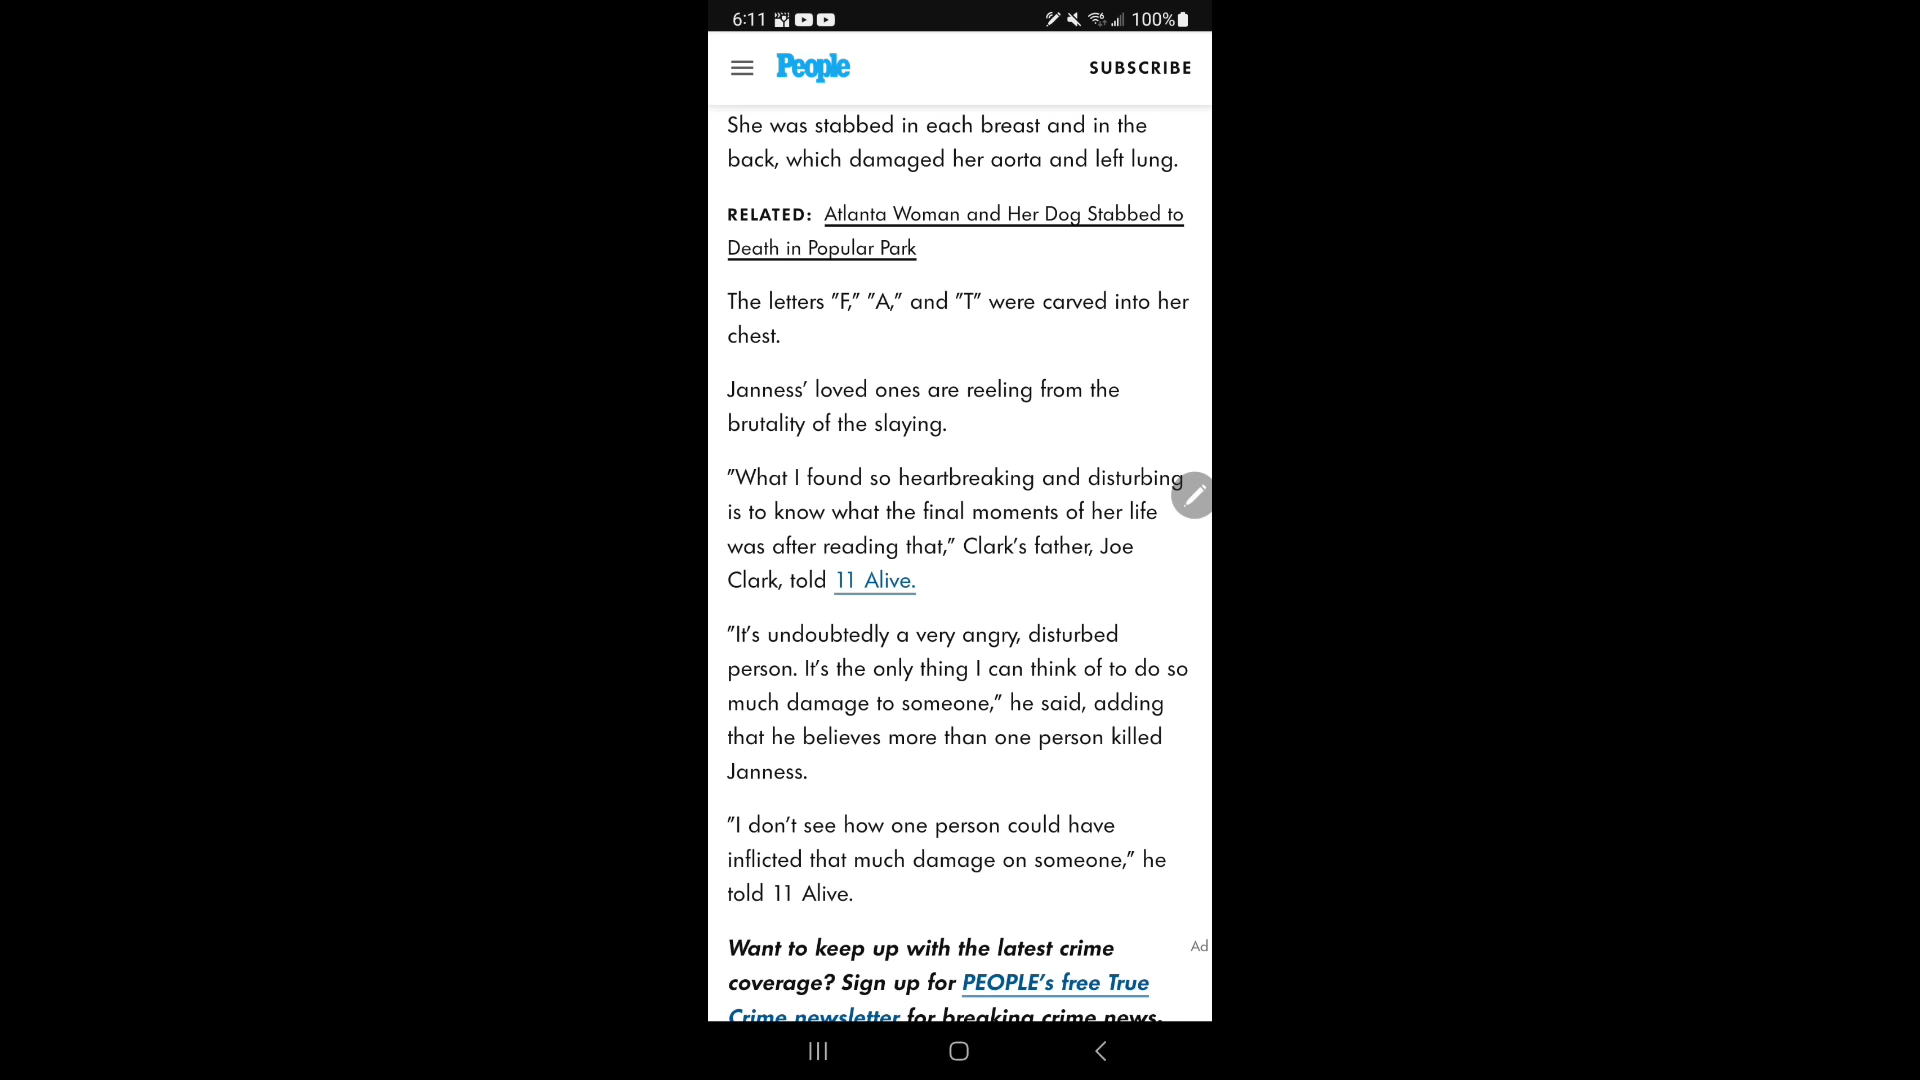 6:11 100%
People SUBSCRIBE
She was stabbed in each breast and in the
back, which damaged her aorta and left lung.
RELATED: Atlanta Woman and Her Dog Stabbed to
Death in Popular Park
The letters "F," "A," and "T" were carved into her
chest.
Janness' loved ones are reeling from the
brutality of the slaying.
"What I found so heartbreaking and disturbing
is to know what the final moments of her life
was after reading that," Clark's father, Joe
Clark, told 11 Alive.
"It's undoubtedly a very angry, disturbed
person. It's the only thing I can think of to do so
much damage to someone," he said, adding
that he believes more than one person killed
Janness.
"I don't see how one person could have
inflicted that much damage on someone," he
told 11 Alive.
Want to keep up with the latest crime
Ad
coverage? Sign up for PEOPLE's free True
Crime newsletter for breaking crime news,